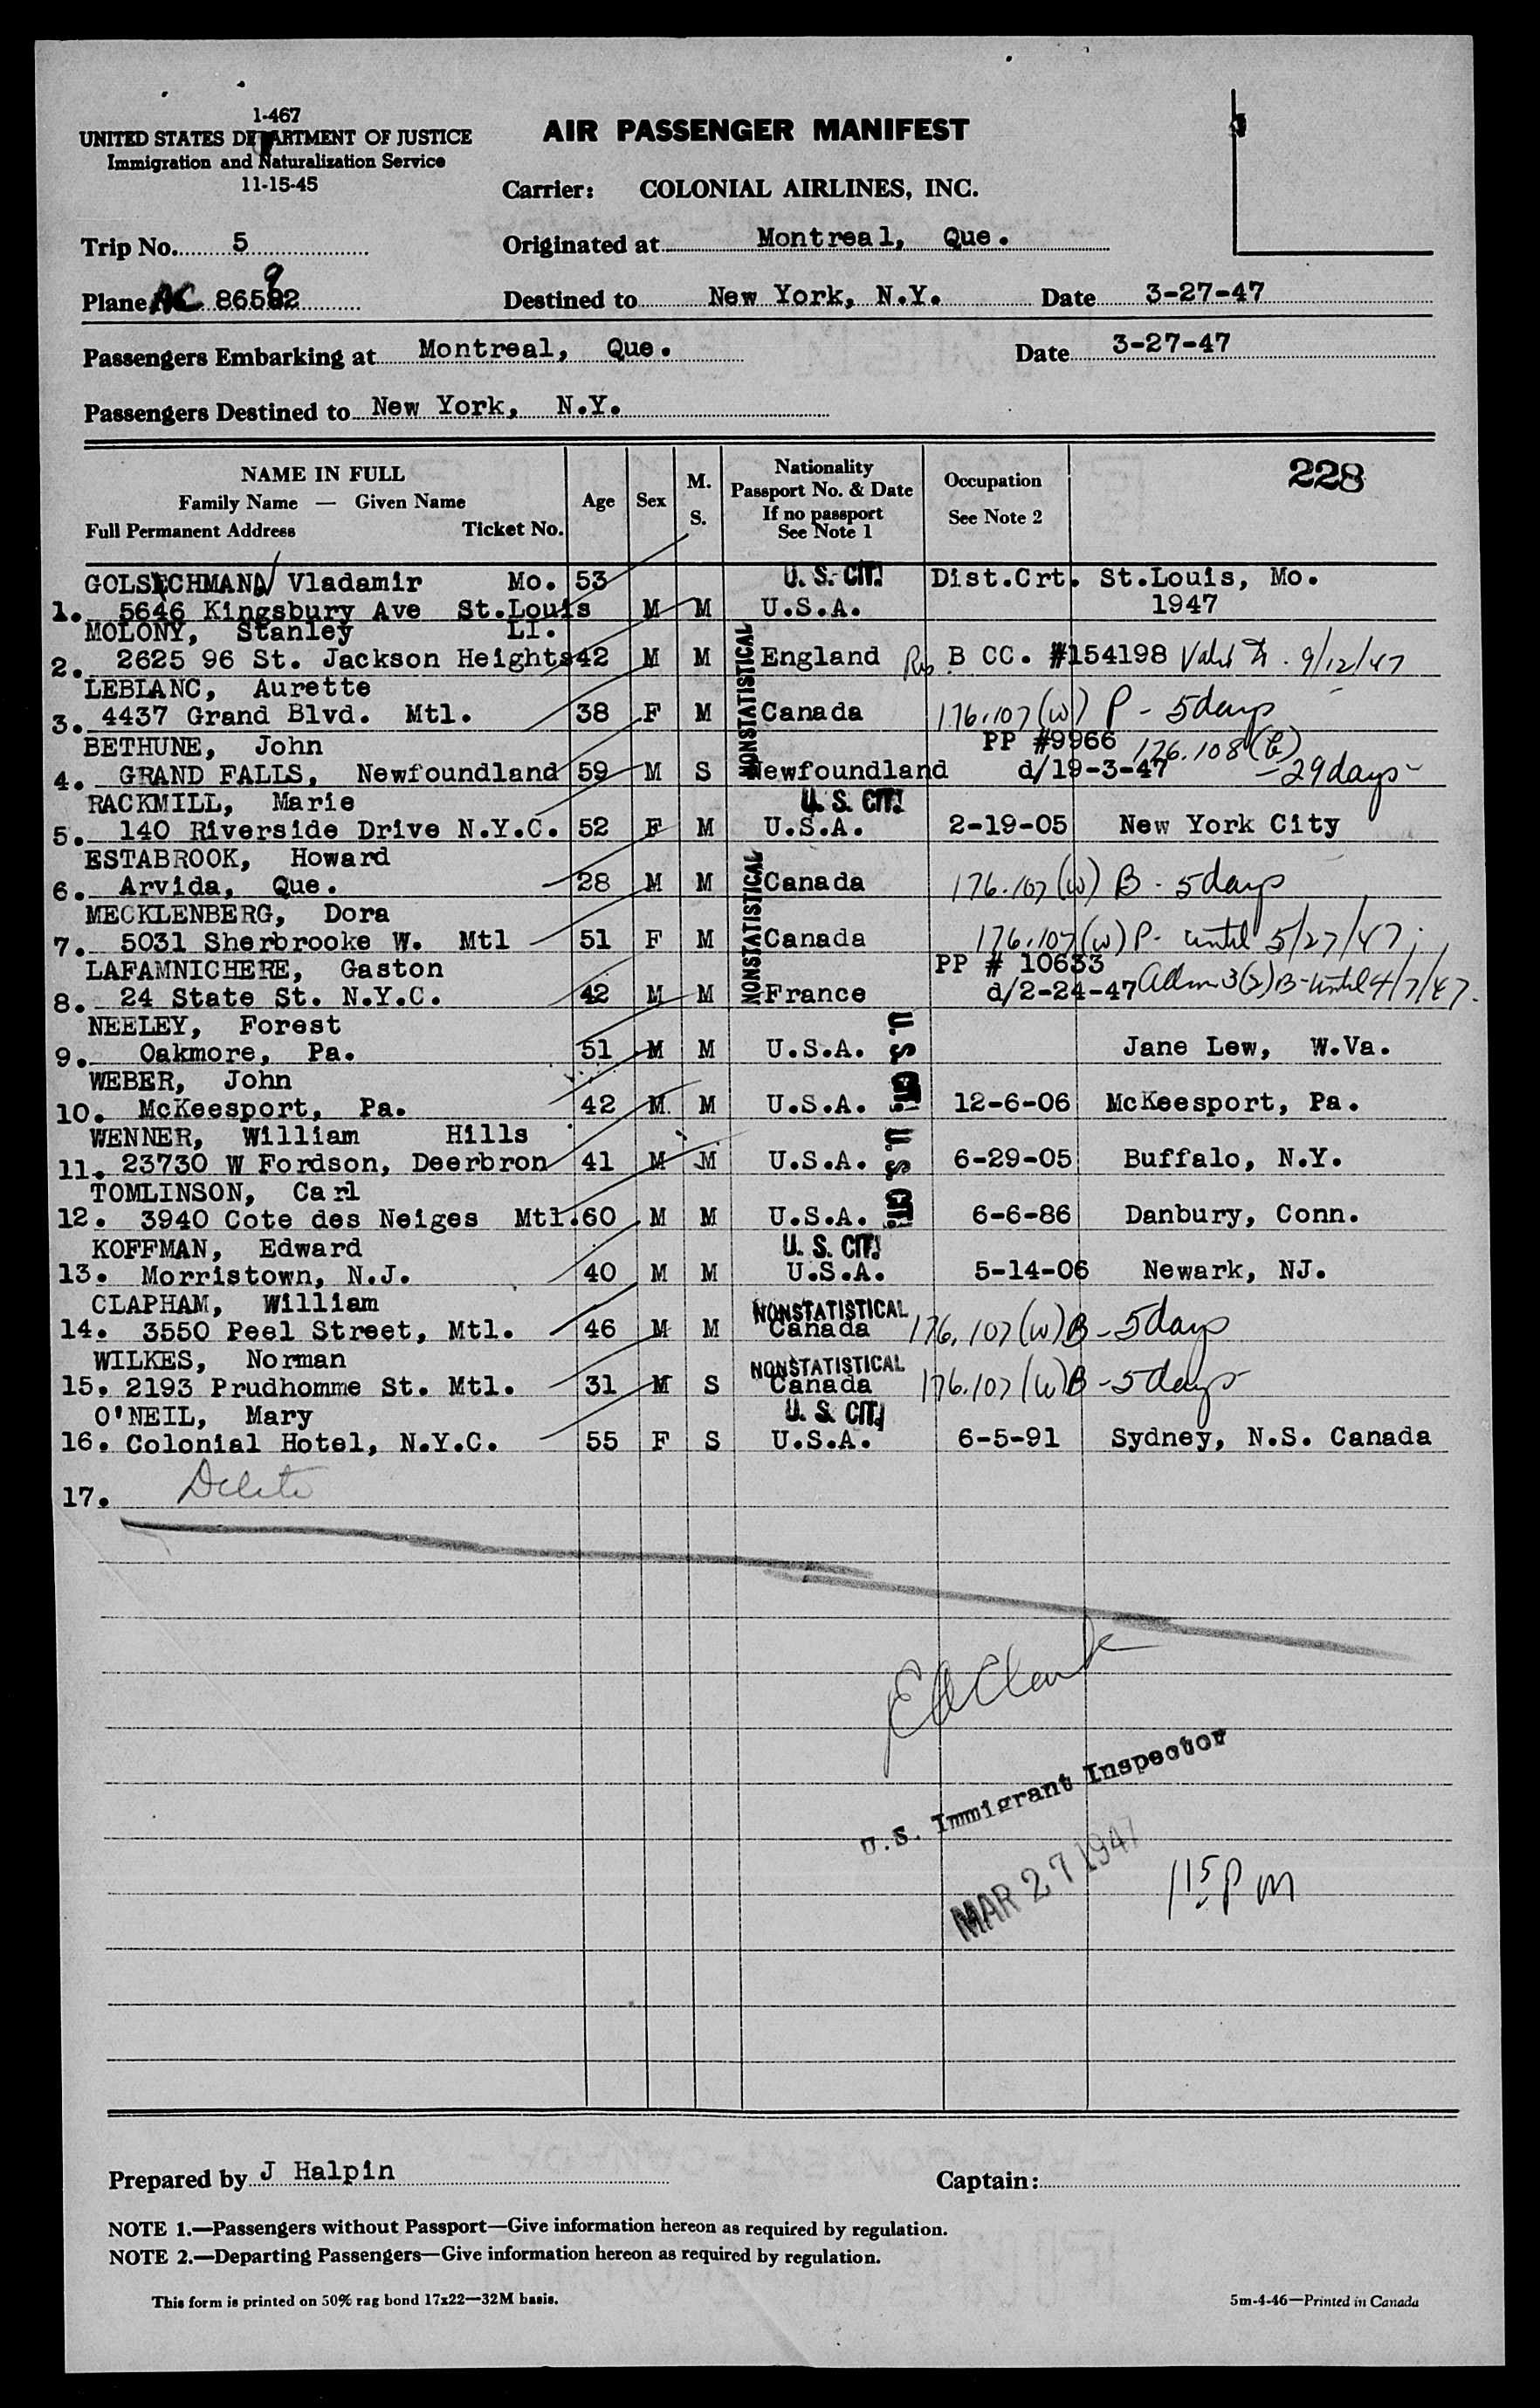 1-467
UNITED STATES DEPARTMENT OF JUSTICE
Immigration and Naturalization Service
11-15-45
AIR PASSENGER MANIFEST
Carrier: COLONIAL AIRLINES, INC.
Trip No. 5
Originated at Montreal, Que.
Plane AC 86592
Destined to New York, N.Y. Date 3-27-47
Passengers Embarking at Montreal, Que. Date 3-27-47
Passengers Destined to New York, N.Y.
NAME IN FULL
Family Name — Given Name
Full Permanent Address Ticket No.
Age Sex M. S.
Nationality
Passport No. & Date
If no passport
See Note 1
Occupation
See Note 2
228
Vladamir Mo. 53 U. S. CIT. Dist.Crt. St.Louis, Mo.
1. 5646 Kingsbury Ave St.Louis M M U.S.A. 1947
MOLONY, Stanley LI.
2. 2625 96 St. Jackson Heights 42 M M NONSTATISTICAL England B CC. #154198 9/12/47
LEBLANC, Aurette
3. 4437 Grand Blvd. Mtl. 38 F M Canada 176.107(w) P - 5 days
BETHUNE, John PP #9966 176.108(b)
4. GRAND FALLS, Newfoundland 59 M S Newfoundland d/19-3-47 - 29 days
RACKMILL, Marie U. S. CIT.
5. 140 Riverside Drive N.Y.C. 52 F M U.S.A. 2-19-05 New York City
ESTABROOK, Howard
6. Arvida, Que. 28 M M NONSTATISTICAL Canada 176.107(w) B - 5 days
MECKLENBERG, Dora
7. 5031 Sherbrooke W. Mtl 51 F M NONSTATISTICAL Canada 176.107(w) P - until 5/27/47
LAFAMNICHERE, Gaston PP # 10633
8. 24 State St. N.Y.C. 42 M M France d/2-24-47 Adm 3(2) B - until 4/7/47.
NEELEY, Forest
9. Oakmore, Pa. 51 M M U.S.A. U. S. CIT. Jane Lew, W.Va.
WEBER, John
10. McKeesport, Pa. 42 M M U.S.A. 12-6-06 McKeesport, Pa.
WENNER, William Hills
11. 23730 W Fordson, Deerbron 41 M M U.S.A. U. S. CIT. 6-29-05 Buffalo, N.Y.
TOMLINSON, Carl
12. 3940 Cote des Neiges Mtl. 60 M M U.S.A. 6-6-86 Danbury, Conn.
KOFFMAN, Edward U. S. CIT.
13. Morristown, N.J. 40 M M U.S.A. 5-14-06 Newark, NJ.
CLAPHAM, William NONSTATISTICAL
14. 3550 Peel Street, Mtl. 46 M M Canada 176.107(w) B - 5 days
WILKES, Norman NONSTATISTICAL
15. 2193 Prudhomme St. Mtl. 31 M S Canada 176.107(w) B - 5 days
O'NEIL, Mary U. S. CIT.
16. Colonial Hotel, N.Y.C. 55 F S U.S.A. 6-5-91 Sydney, N.S. Canada
17. Delete
E A Clark
U.S. Immigrant Inspector
MAR 27 1947
1 15 PM
Prepared by J Halpin Captain:
NOTE 1.—Passengers without Passport—Give information hereon as required by regulation.
NOTE 2.—Departing Passengers—Give information hereon as required by regulation.
This form is printed on 50% rag bond 17x22—32M basis.
5m-4-46—Printed in Canada